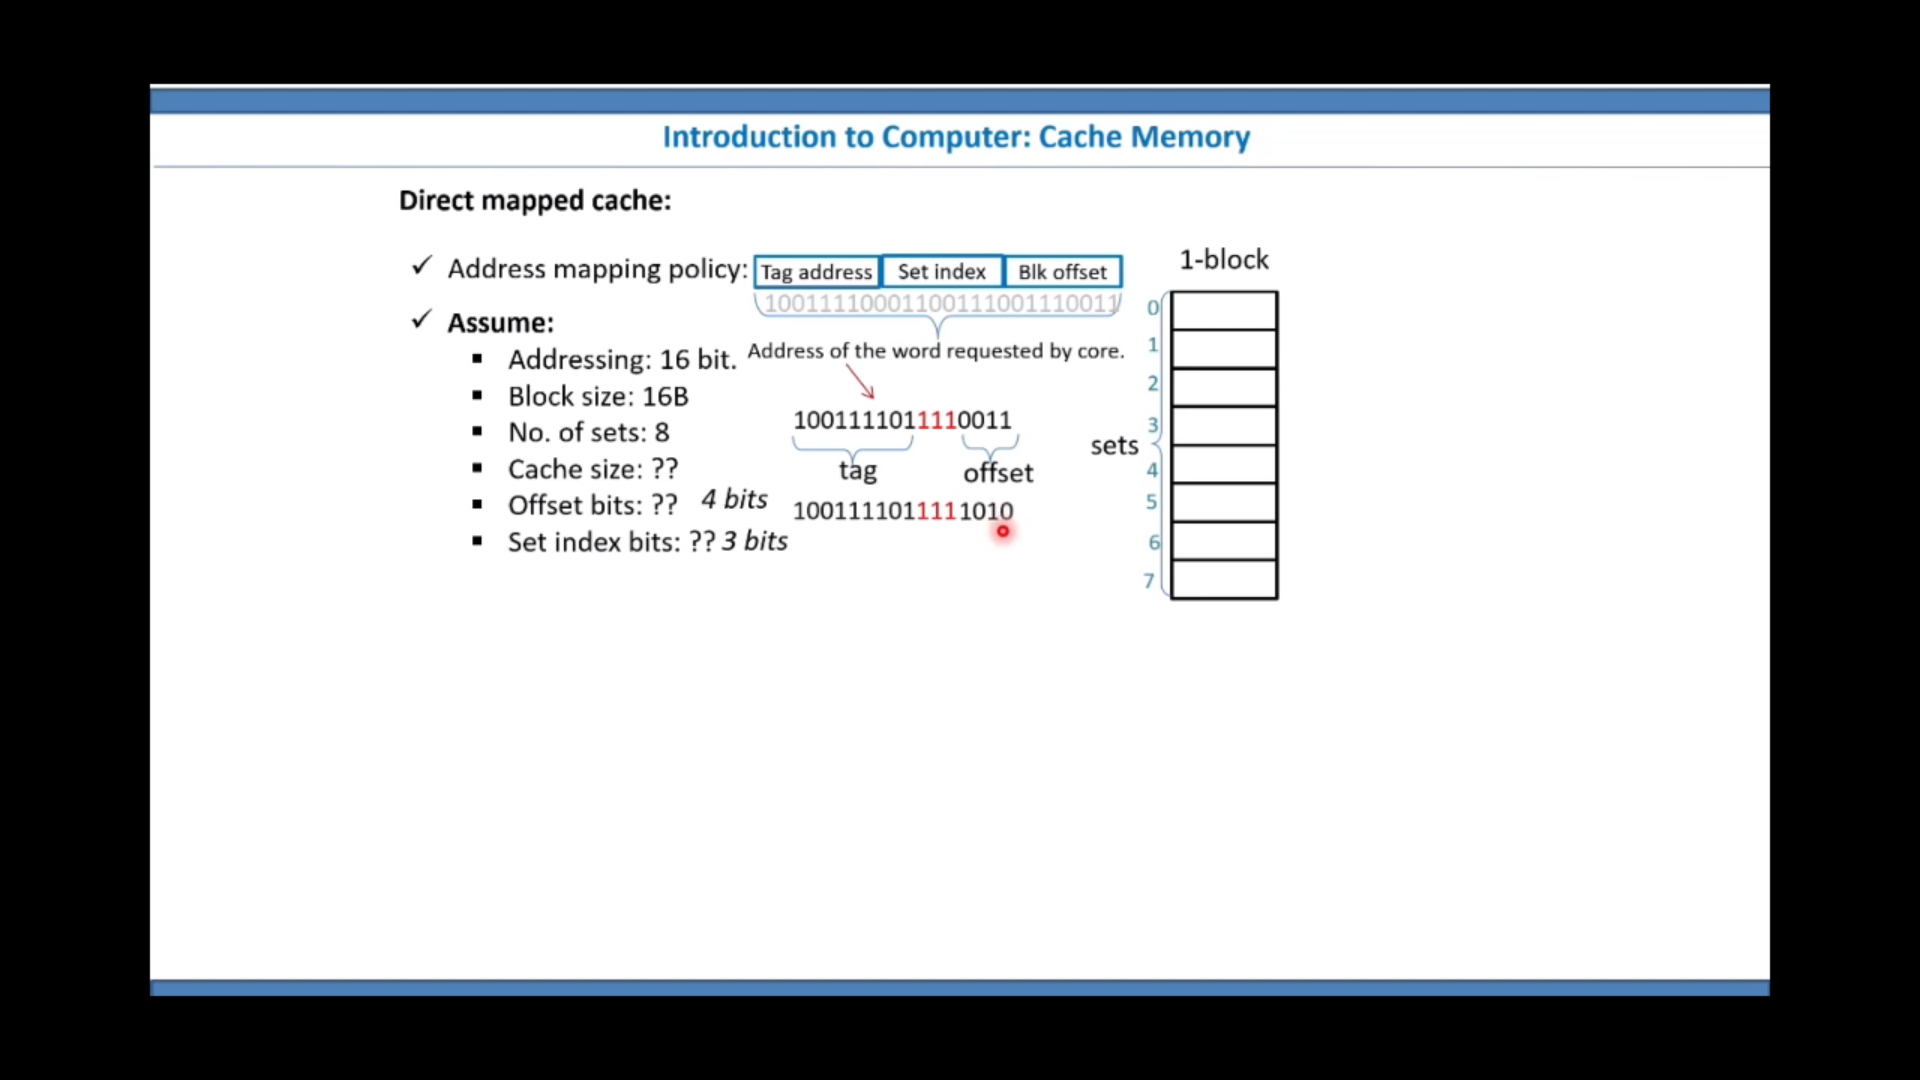 Introduction to Computer: Cache Memory
Direct mapped cache:
✓ Address mapping policy: Tag address Set index Blk offset
1-block
10011110001100111001110011
✓ Assume:
▪ Addressing: 16 bit.
Address of the word requested by core.
▪ Block size: 16B
▪ No. of sets: 8
1001111011110011
▪ Cache size: ??
tag offset
▪ Offset bits: ?? 4 bits
1001111011111010
▪ Set index bits: ?? 3 bits
sets
0
1
2
3
4
5
6
7